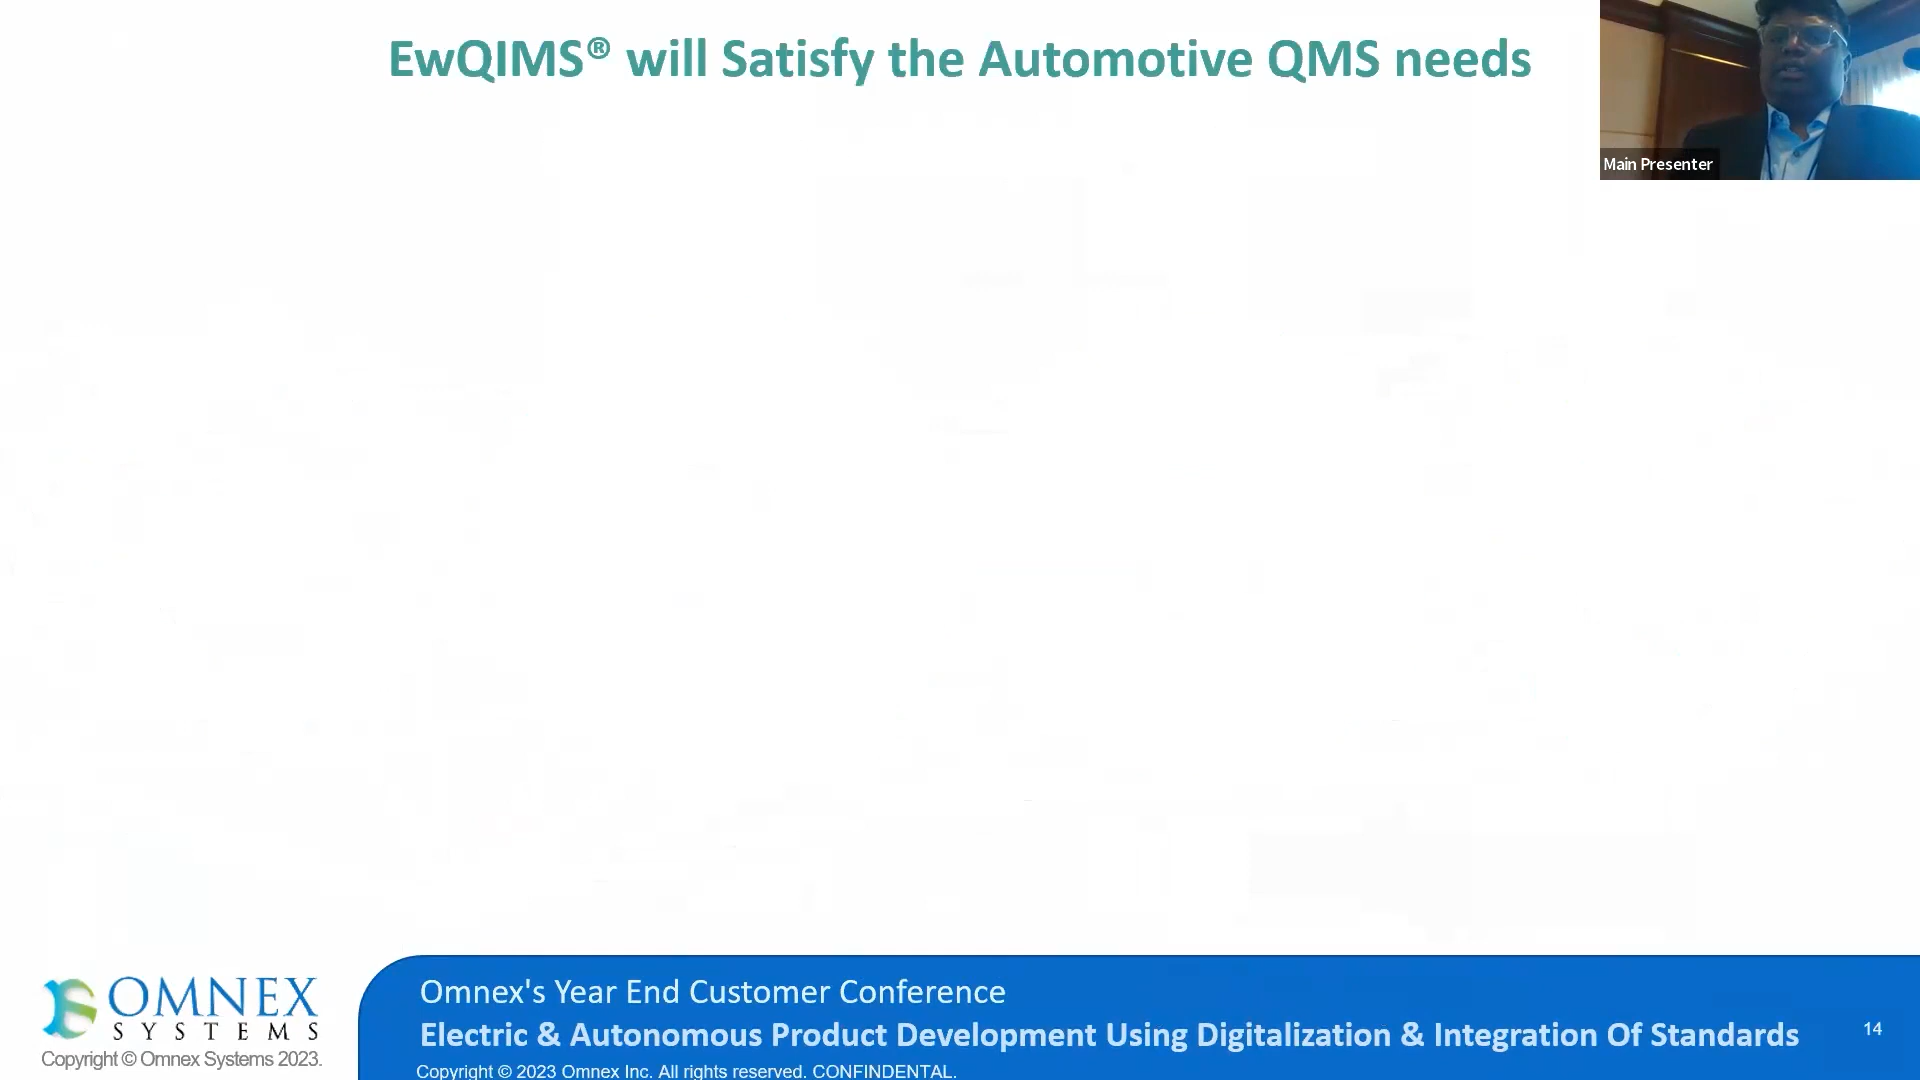 EwQIMS® will Satisfy the Automotive QMS needs
Main Presenter
OMNEX
SYSTEMS
Copyright © Omnex Systems 2023.
Omnex's Year End Customer Conference
Electric & Autonomous Product Development Using Digitalization & Integration Of Standards
14
Copyright © 2023 Omnex Inc. All rights reserved. CONFINDENTAL.